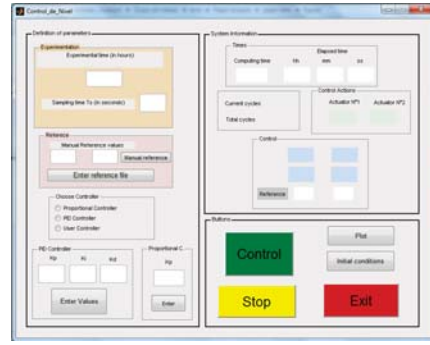 Control_de_Nivel
Definition of parameters
Experimentation
Experimental time (in hours)
Sampling time To (in seconds)
Reference
Manual Reference values
Manual reference
Enter reference file
Choose Controller
Proportional Controller
PID Controller
User Controller
PID Controller
Kp Ki Kd
Enter Values
Proportional C.
Kp
Enter
System Information
Times
Elapsed time
Computing time hh mm ss
Current cycles
Total cycles
Control Actions
Actuator Nº1 Actuator Nº2
Control
Reference
Buttons
Control
Plot
Initial conditions
Stop
Exit